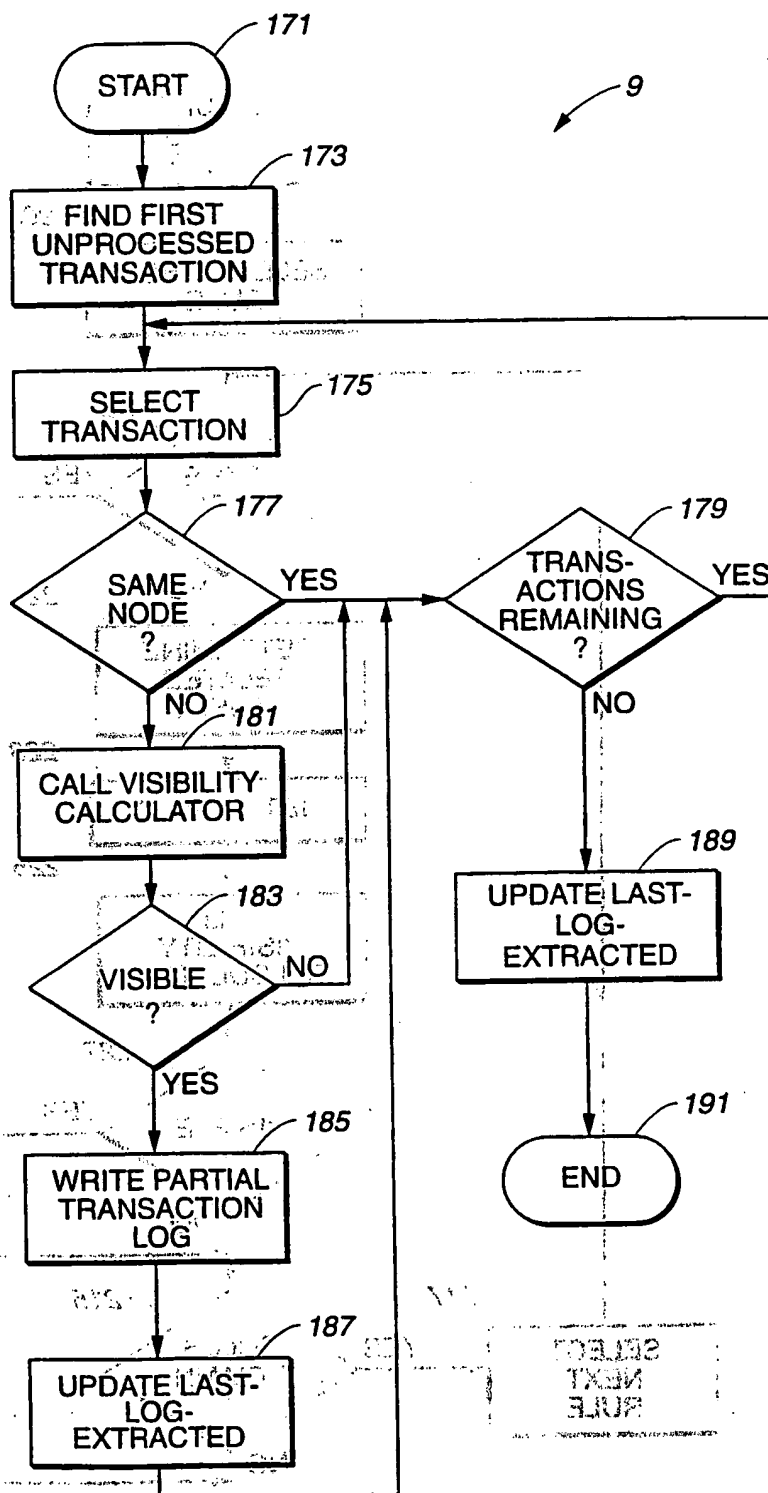 171
START
9
173
FIND FIRST
UNPROCESSED
TRANSACTION
175
SELECT
TRANSACTION
177
SAME
NODE
?
YES
NO
179
TRANS-
ACTIONS
REMAINING
?
YES
NO
181
CALL VISIBILITY
CALCULATOR
183
VISIBLE
?
NO
YES
189
UPDATE LAST-
LOG-
EXTRACTED
185
WRITE PARTIAL
TRANSACTION
LOG
191
END
187
UPDATE LAST-
LOG-
EXTRACTED
SELECT
NEXT
RULE